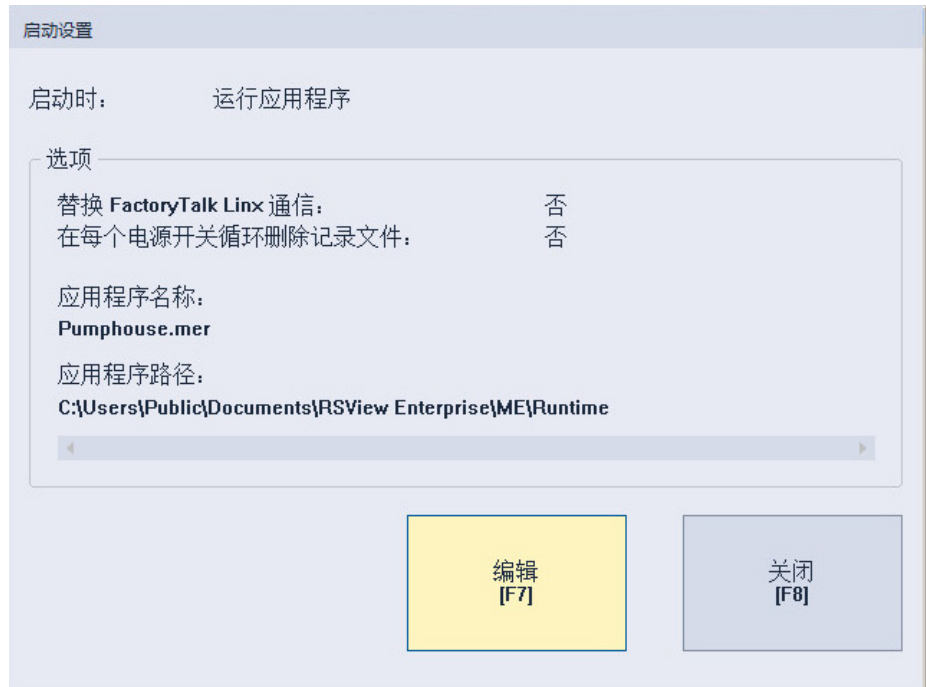 启动设置
启动时： 运行应用程序
选项
替换 FactoryTalk Linx 通信： 否
在每个电源开关循环删除记录文件： 否
应用程序名称：
Pumphouse.mer
应用程序路径：
C:\Users\Public\Documents\RSView Enterprise\ME\Runtime
编辑 关闭
[F7] [F8]